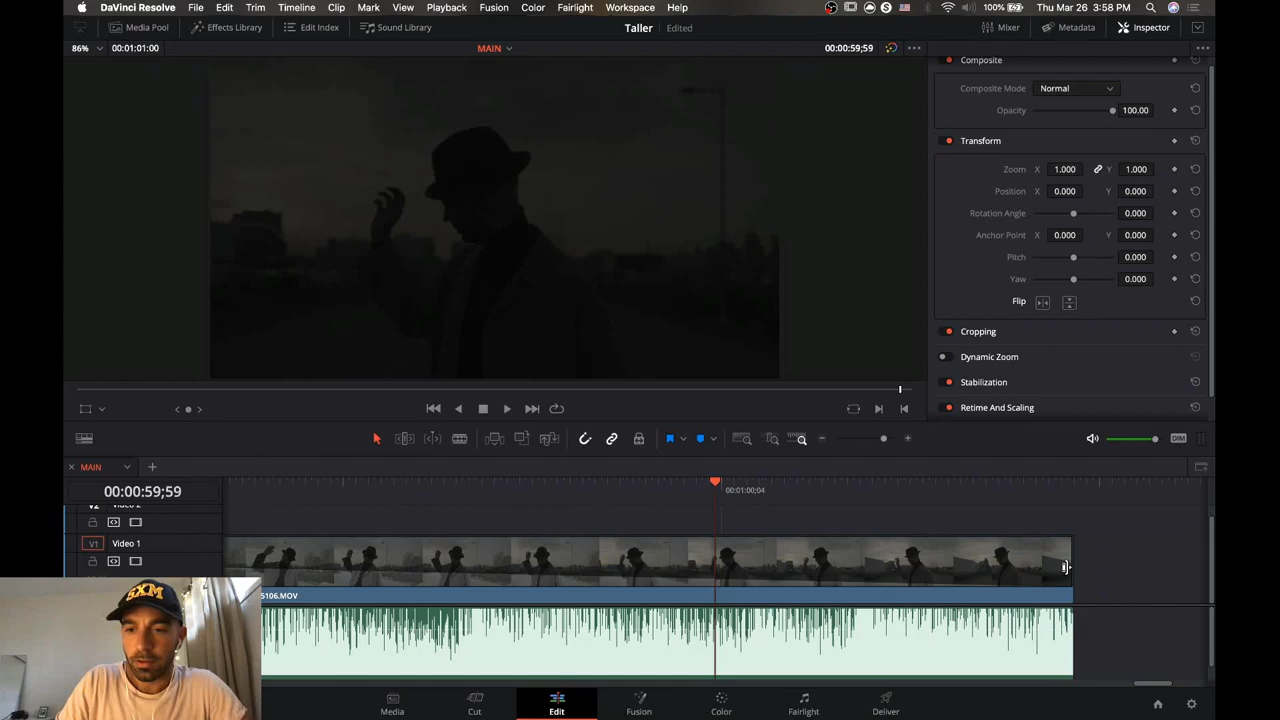 DaVinci Resolve File Edit Trim Timeline Clip Mark View Playback Fusion Color Fairlight Workspace Help 100% Thu Mar 26 3:58 PM
Media Pool Effects Library Edit Index Sound Library Taller Edited Mixer Metadata Inspector
86% 00:01:01:00 MAIN 00:00:59;59
Composite
Composite Mode Normal
Opacity 100.00
Transform
Zoom X 1.000 Y 1.000
Position X 0.000 Y 0.000
Rotation Angle 0.000
Anchor Point X 0.000 Y 0.000
Pitch 0.000
Yaw 0.000
Flip
Cropping
Dynamic Zoom
Stabilization
Retime And Scaling
DIM
MAIN
00:00:59;59
00:01:00;04
V2 Video 2
V1 Video 1
5106.MOV
SXM
Media Cut Edit Fusion Color Fairlight Deliver